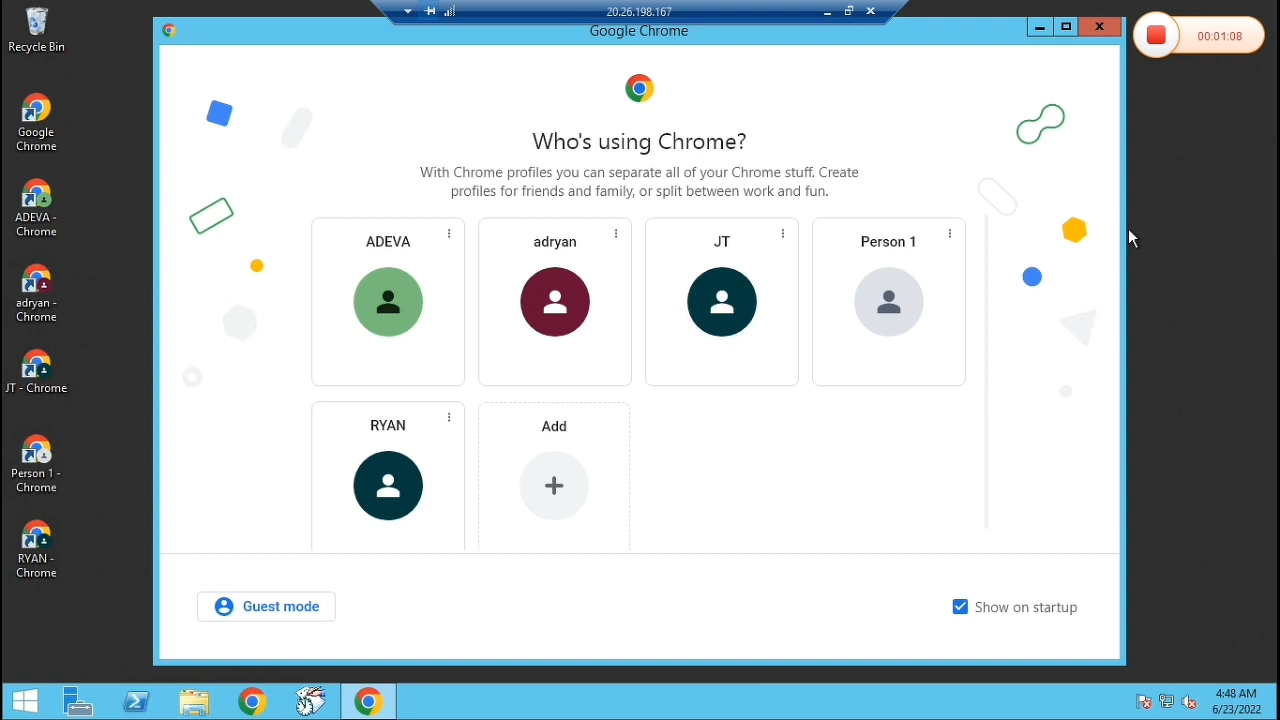 20.26.198.167
Google Chrome
00:01:08
Recycle Bin
Google
Chrome
ADEVA -
Chrome
adryan -
Chrome
JT - Chrome
Person 1 -
Chrome
RYAN -
Chrome
Who's using Chrome?
With Chrome profiles you can separate all of your Chrome stuff. Create
profiles for friends and family, or split between work and fun.
ADEVA
adryan
JT
Person 1
RYAN
Add
Guest mode
Show on startup
4:48 AM
6/23/2022